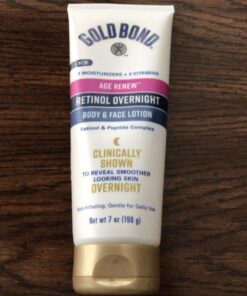 GOLD BOND
7 MOISTURIZERS + 3 VITAMINS
AGE RENEW
RETINOL OVERNIGHT
BODY & FACE LOTION
Retinol & Peptide Complex
CLINICALLY
SHOWN
TO REVEAL SMOOTHER
LOOKING SKIN
OVERNIGHT
Non-irritating, Gentle for Daily Use
Net wt 7 oz (198 g)